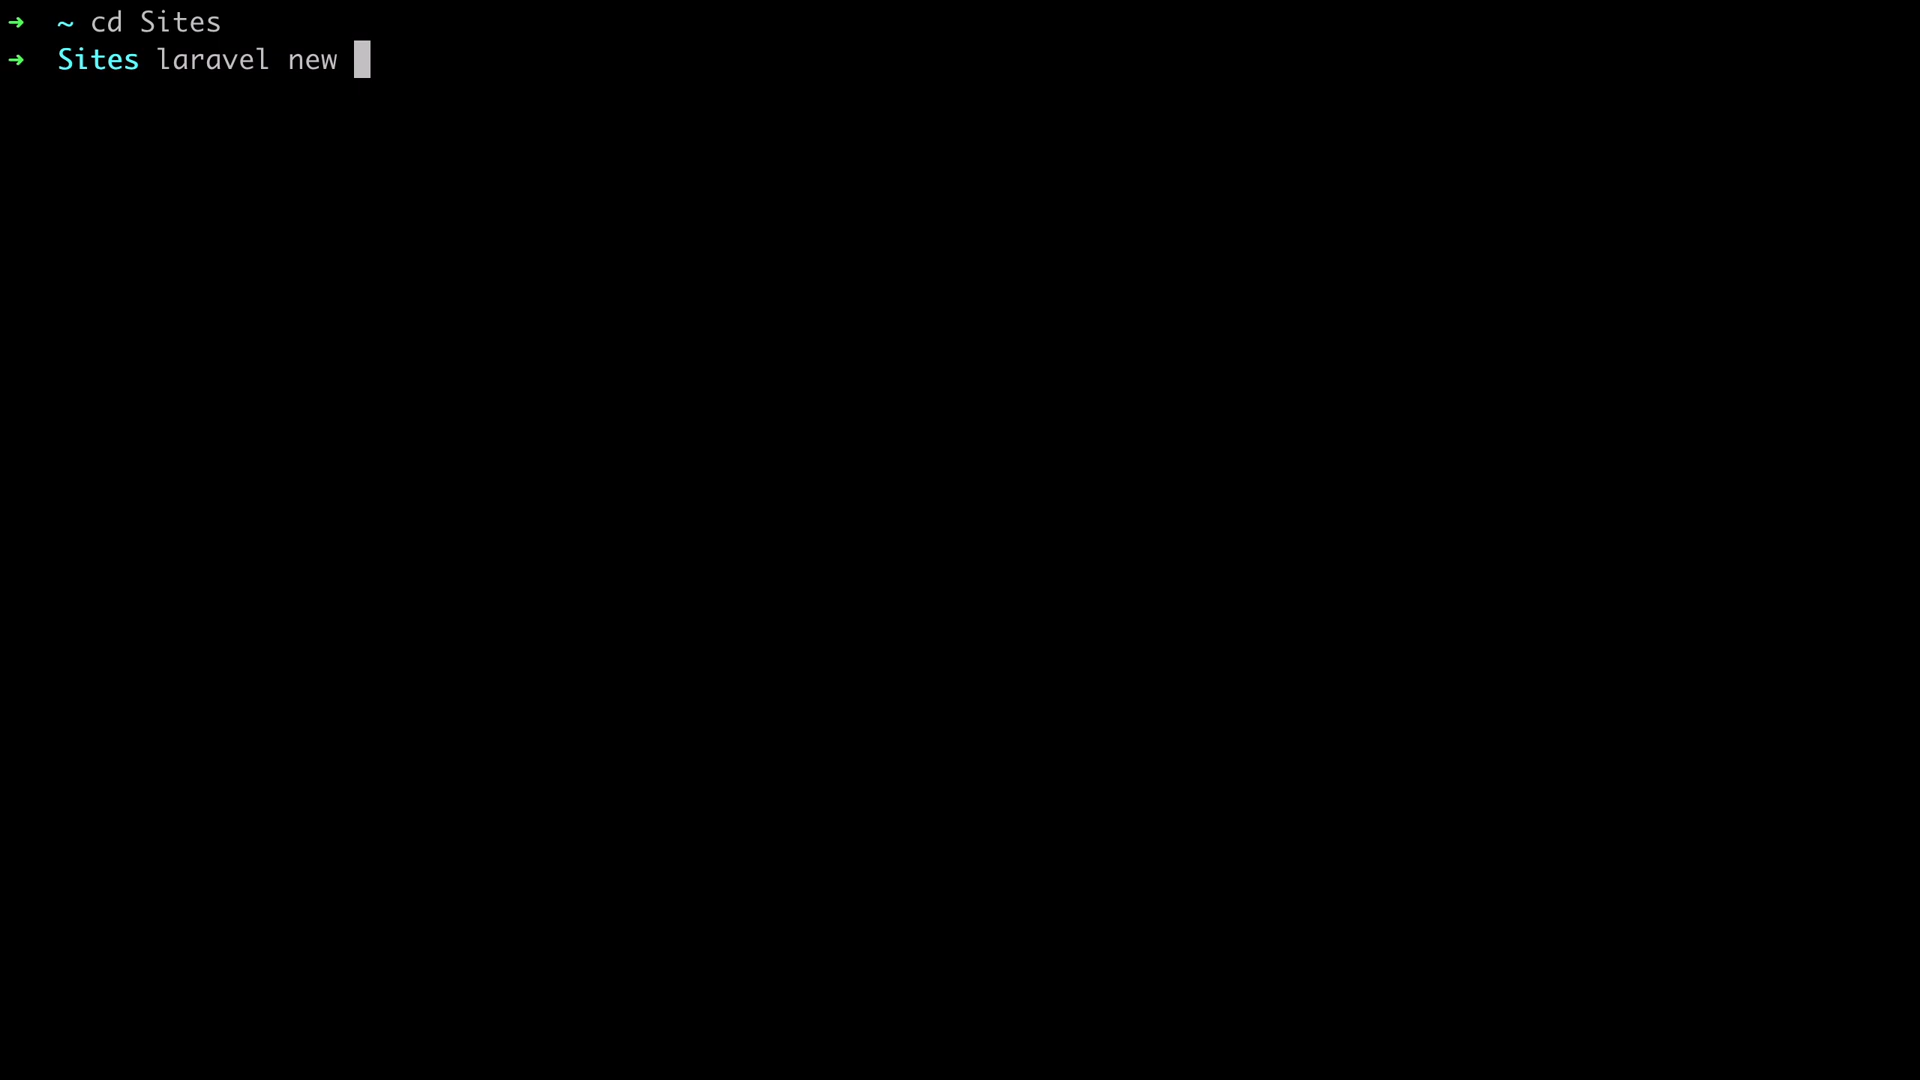 ➜  ~ cd Sites
➜  Sites laravel new